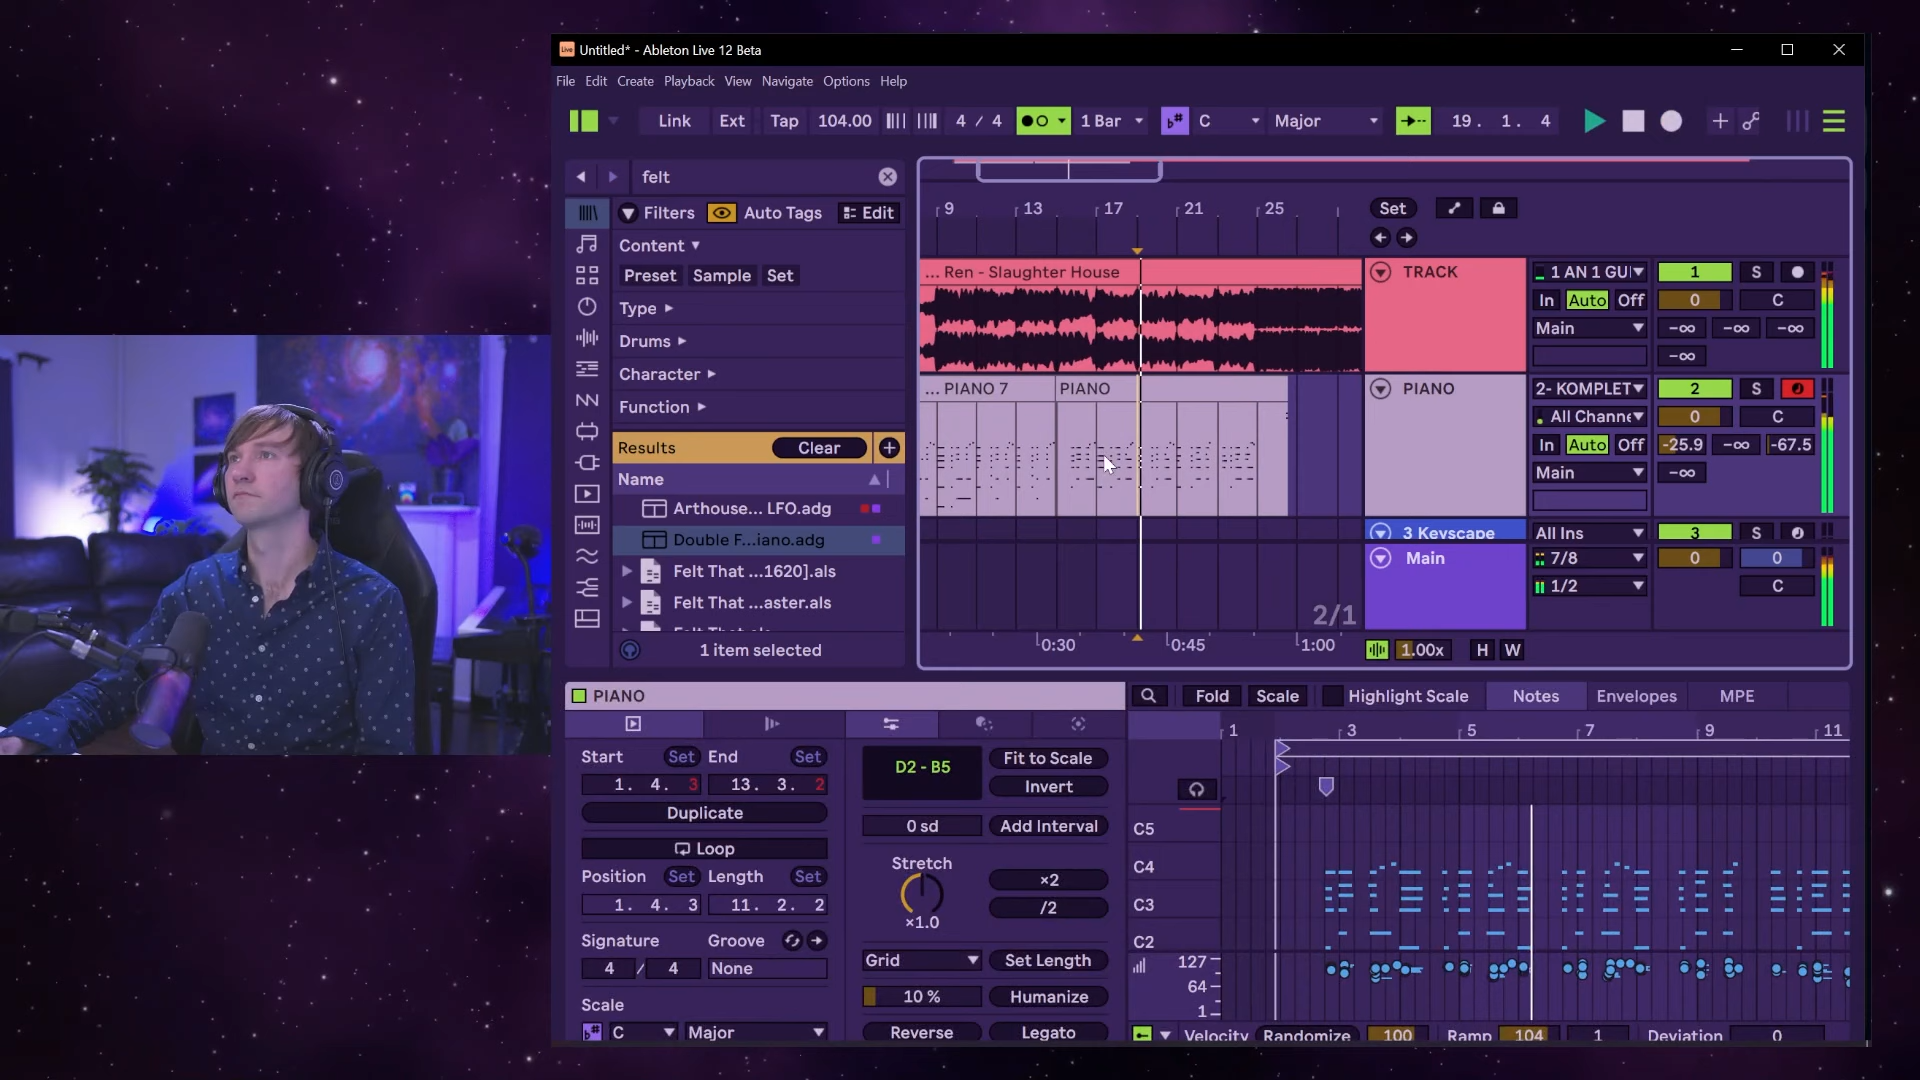 Untitled* - Ableton Live 12 Beta
File Edit Create Playback View Navigate Options Help
Link Ext Tap 104.00 4 / 4 1 Bar C Major 19. 1. 4
felt
Filters Auto Tags Edit
Content
Preset Sample Set
Type
Drums
Character
Function
Results Clear
Name
Arthouse... LFO.adg
Double F...iano.adg
Felt That ...1620].als
Felt That ...aster.als
1 item selected
9 13 17 21 25
Set
... Ren - Slaughter House
TRACK
1 AN 1 GUI 1 S
In Auto Off 0 C
Main -∞ -∞ -∞
-∞
... PIANO 7 PIANO
PIANO
2- KOMPLET 2 S
All Channe 0 C
In Auto Off -25.9 -∞ -67.5
Main -∞
3 Keyscape All Ins 3 S
Main 7/8 0 0
1/2 C
2/1
0:30 0:45 1:00
1.00x H W
PIANO
Start Set End Set
1. 4. 3 13. 3. 2
Duplicate
Loop
Position Set Length Set
1. 4. 3 11. 2. 2
Signature Groove
4 / 4 None
Scale
C Major
D2 - B5
Fit to Scale
Invert
0 sd Add Interval
Stretch
×1.0
×2
/2
Grid Set Length
10 % Humanize
Reverse Legato
Fold Scale Highlight Scale Notes Envelopes MPE
1 3 5 7 9 11
C5
C4
C3
C2
127
64
1
Velocity Randomize 100 Ramp 104 1 Deviation 0